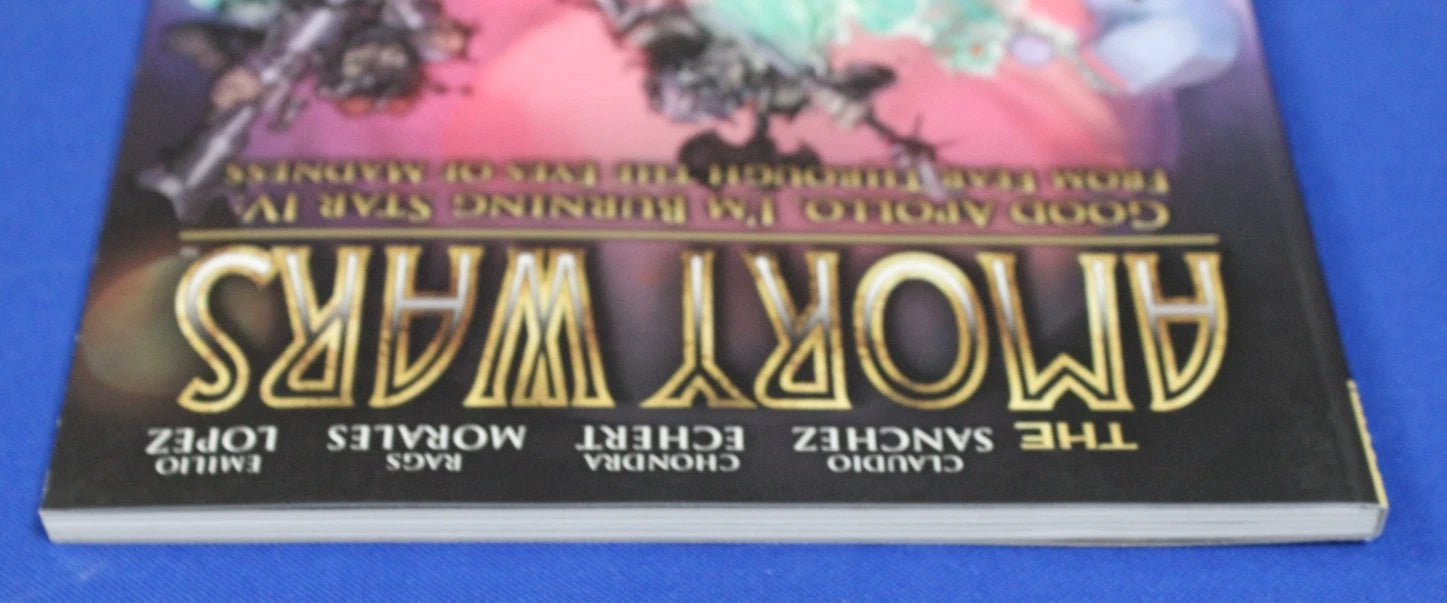 CLAUDIO SANCHEZ
CHONDRA ECHERT
RAGS MORALES
EMILIO LOPEZ
THE
AMORY WARS
GOOD APOLLO, I'M BURNING STAR IV:
FROM FEAR THROUGH THE EYES OF MADNESS